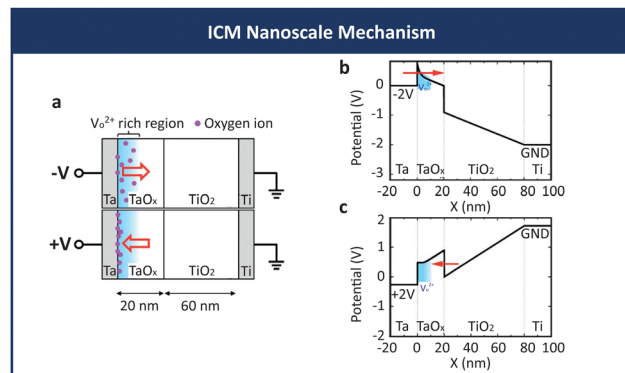 ICM Nanoscale Mechanism
a
Vo²⁺ rich region ● Oxygen ion
-V
Ta TaOx TiO2 Ti
+V
Ta TaOx TiO2 Ti
20 nm 60 nm
b
Potential (V)
0
-1
-2
-3
-2V
Vo²⁺
GND
Ta TaOx TiO2 Ti
-20 0 20 40 60 80 100
X (nm)
c
Potential (V)
2
1
0
-1
-2
+2V
Vo²⁺
GND
Ta TaOx TiO2 Ti
-20 0 20 40 60 80 100
X (nm)